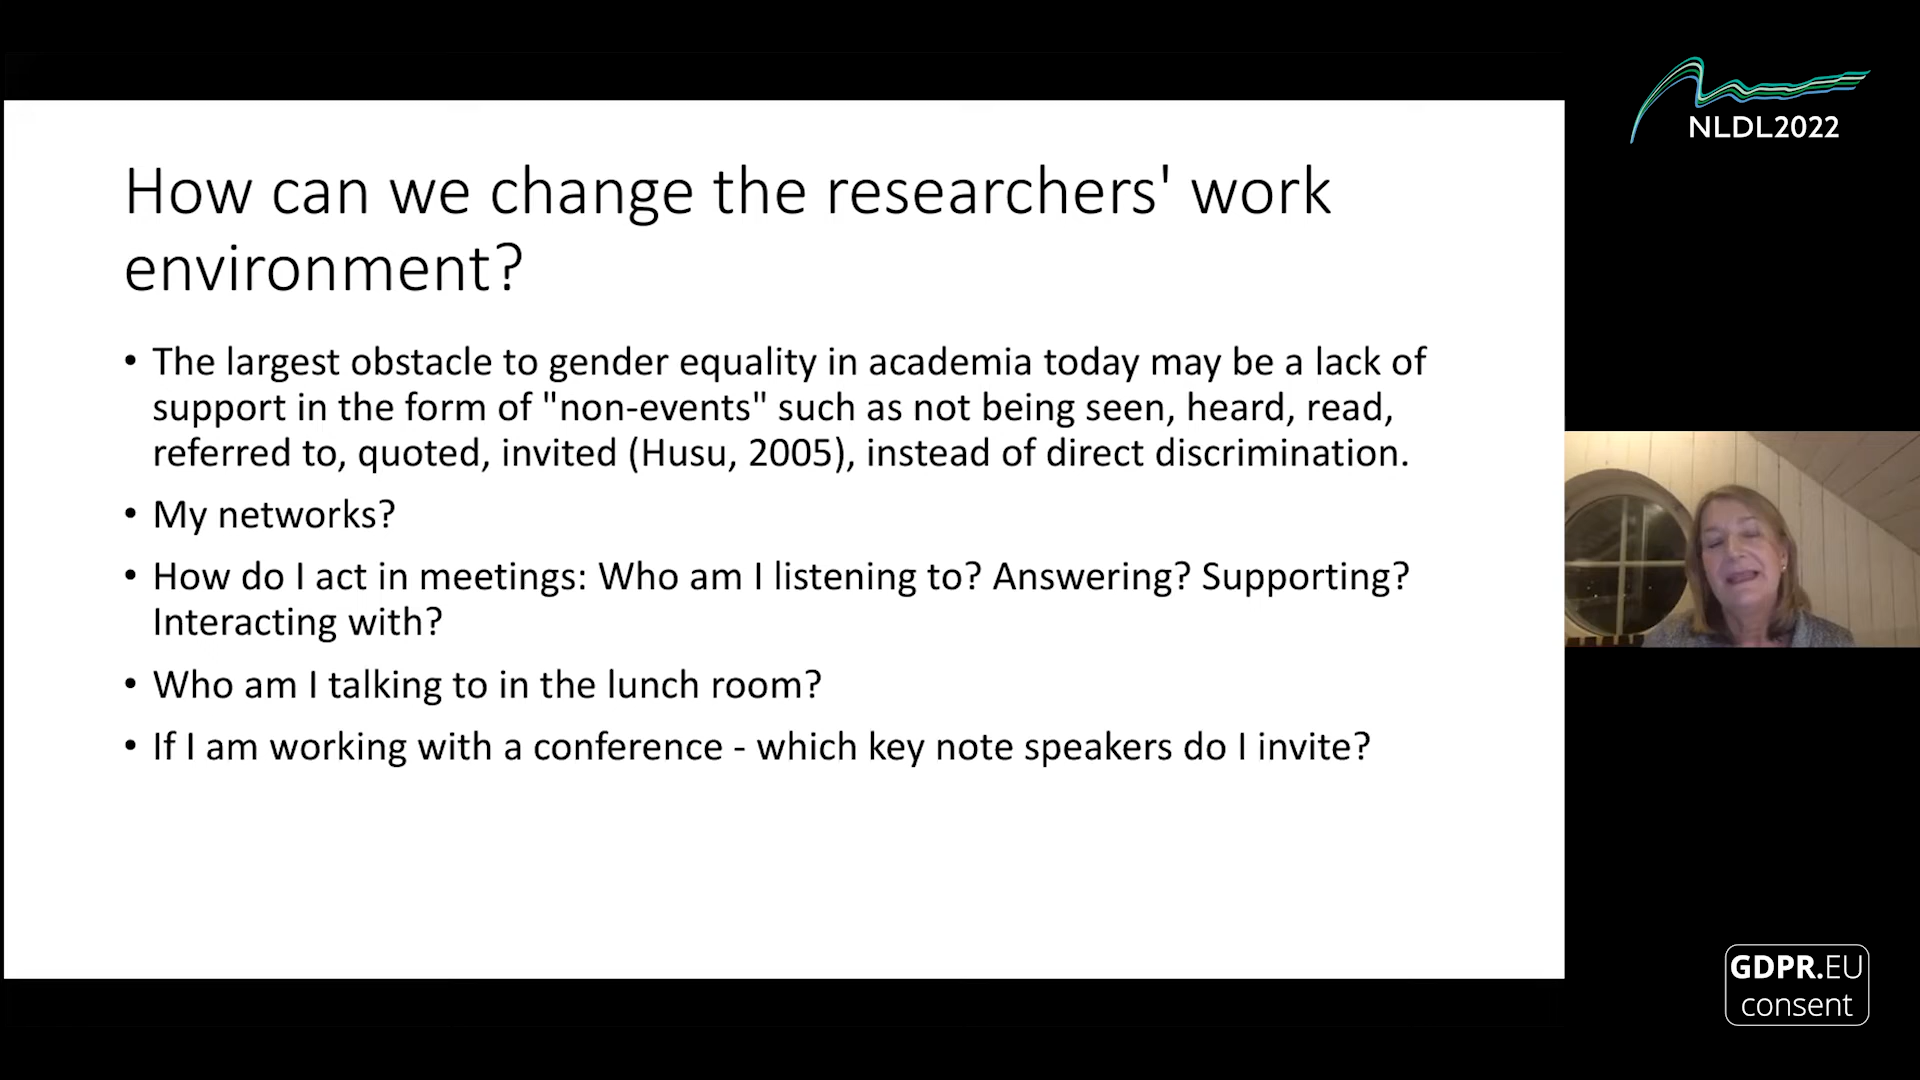 How can we change the researchers' work
environment?
• The largest obstacle to gender equality in academia today may be a lack of
support in the form of "non-events" such as not being seen, heard, read,
referred to, quoted, invited (Husu, 2005), instead of direct discrimination.
• My networks?
• How do I act in meetings: Who am I listening to? Answering? Supporting?
Interacting with?
• Who am I talking to in the lunch room?
• If I am working with a conference - which key note speakers do I invite?
NLDL2022
GDPR.EU
consent